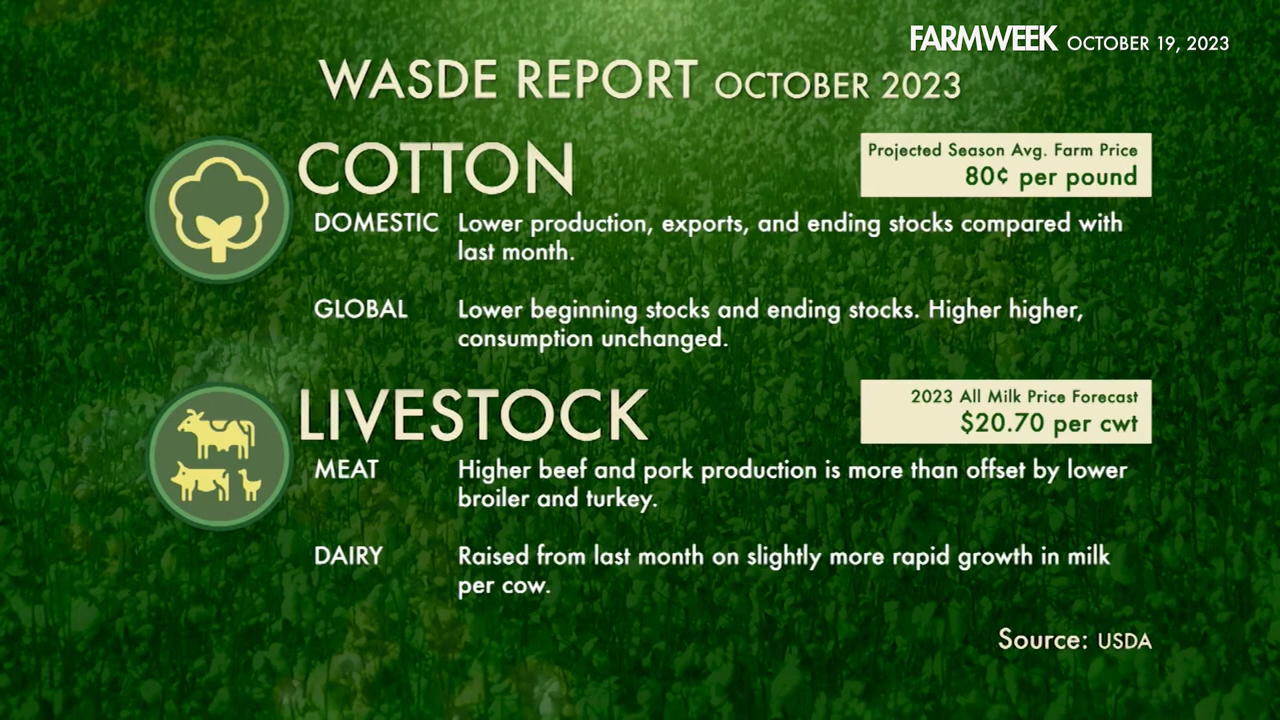 FARMWEEK OCTOBER 19, 2023
WASDE REPORT OCTOBER 2023
COTTON
Projected Season Avg. Farm Price
80¢ per pound
DOMESTIC Lower production, exports, and ending stocks compared with
last month.
GLOBAL Lower beginning stocks and ending stocks. Higher higher,
consumption unchanged.
LIVESTOCK
2023 All Milk Price Forecast
$20.70 per cwt
MEAT Higher beef and pork production is more than offset by lower
broiler and turkey.
DAIRY Raised from last month on slightly more rapid growth in milk
per cow.
Source: USDA